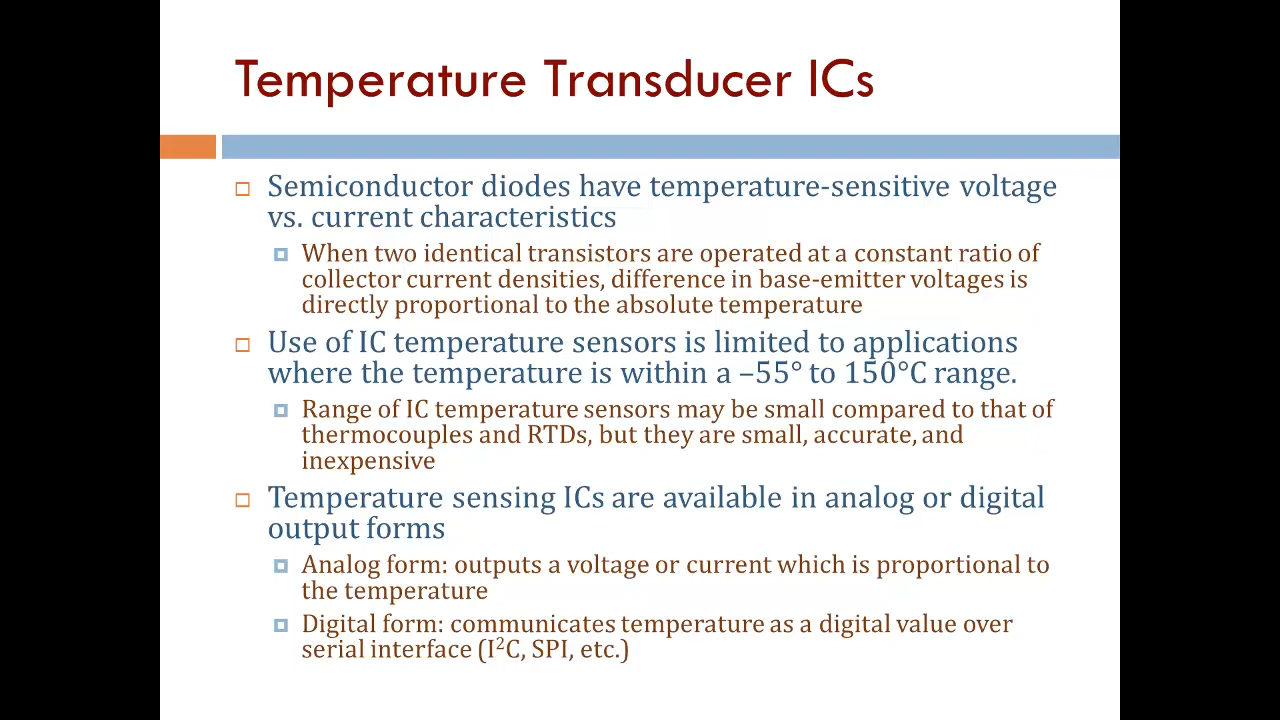 Temperature Transducer ICs
Semiconductor diodes have temperature-sensitive voltage
vs. current characteristics
When two identical transistors are operated at a constant ratio of
collector current densities, difference in base-emitter voltages is
directly proportional to the absolute temperature
Use of IC temperature sensors is limited to applications
where the temperature is within a –55° to 150°C range.
Range of IC temperature sensors may be small compared to that of
thermocouples and RTDs, but they are small, accurate, and
inexpensive
Temperature sensing ICs are available in analog or digital
output forms
Analog form: outputs a voltage or current which is proportional to
the temperature
Digital form: communicates temperature as a digital value over
serial interface (I²C, SPI, etc.)